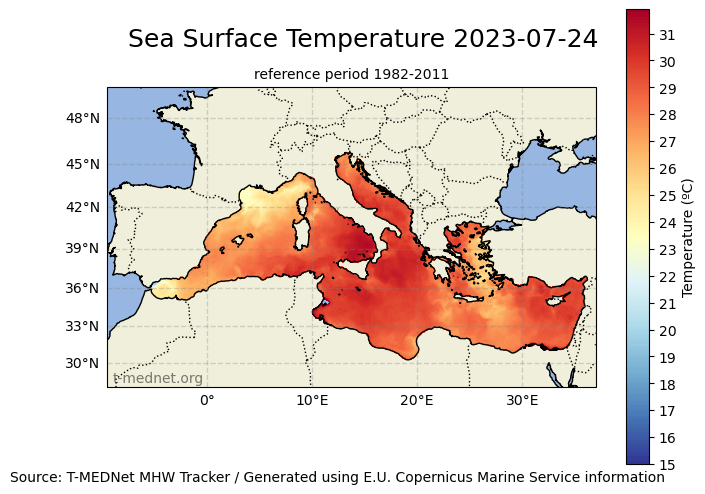 Sea Surface Temperature 2023-07-24
reference period 1982-2011
48°N
45°N
42°N
39°N
36°N
33°N
30°N
t-mednet.org
0°
10°E
20°E
30°E
31
30
29
28
27
26
25
24
23
22
21
20
19
18
17
16
15
Temperature (ºC)
Source: T-MEDNet MHW Tracker / Generated using E.U. Copernicus Marine Service information